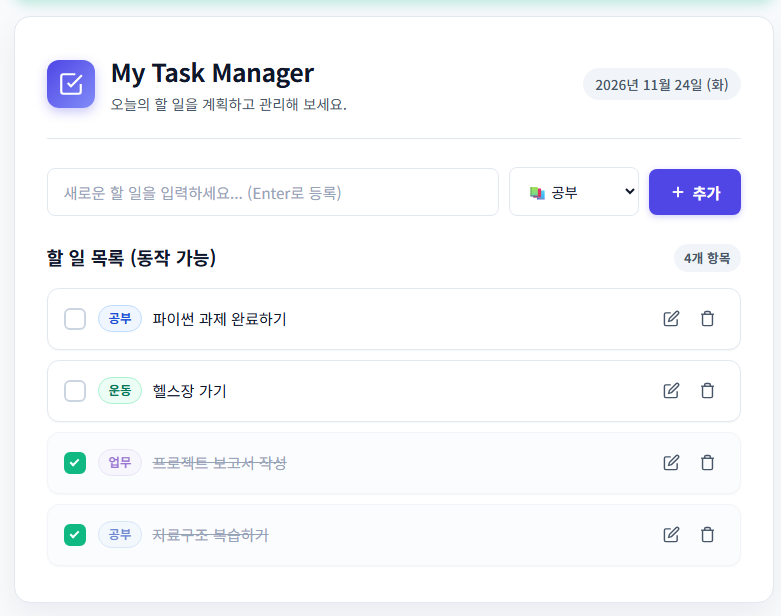 My Task Manager
오늘의 할 일을 계획하고 관리해 보세요.
2026년 11월 24일 (화)
새로운 할 일을 입력하세요... (Enter로 등록)
공부
+ 추가
할 일 목록 (동작 가능)
4개 항목
공부 파이썬 과제 완료하기
운동 헬스장 가기
업무 프로젝트 보고서 작성
공부 자료구조 복습하기